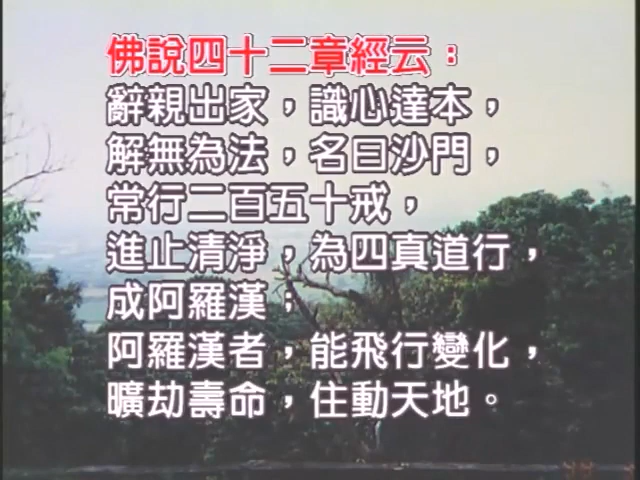 佛說四十二章經云：
辭親出家，識心達本，
解無為法，名曰沙門，
常行二百五十戒，
進止清淨，為四真道行，
成阿羅漢；
阿羅漢者，能飛行變化，
曠劫壽命，住動天地。